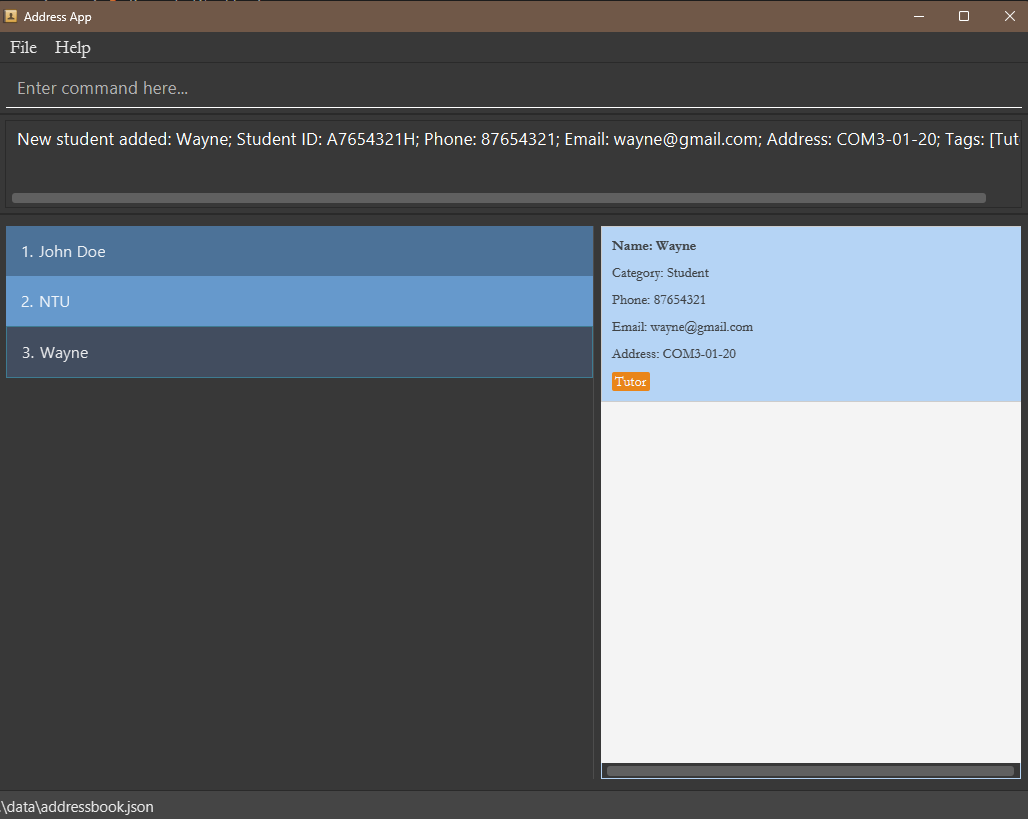 Address App
File Help
Enter command here...
New student added: Wayne; Student ID: A7654321H; Phone: 87654321; Email: wayne@gmail.com; Address: COM3-01-20; Tags: [Tut
1. John Doe
2. NTU
3. Wayne
Name: Wayne
Category: Student
Phone: 87654321
Email: wayne@gmail.com
Address: COM3-01-20
Tutor
.\data\addressbook.json